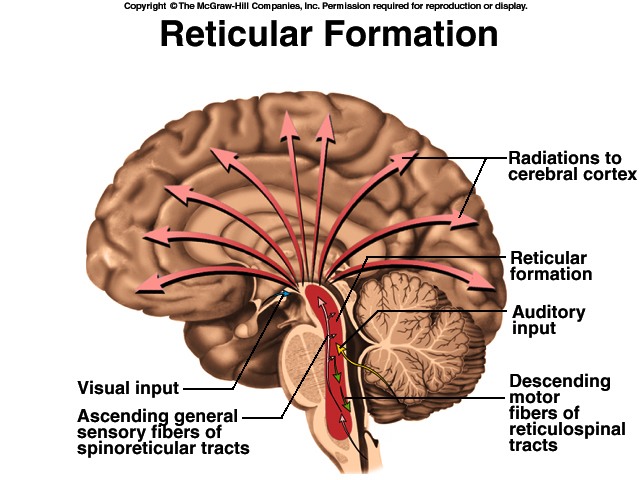 Copyright © The McGraw-Hill Companies, Inc. Permission required for reproduction or display.
Reticular Formation
Radiations to
cerebral cortex
Reticular
formation
Auditory
input
Visual input
Descending
motor
fibers of
reticulospinal
tracts
Ascending general
sensory fibers of
spinoreticular tracts